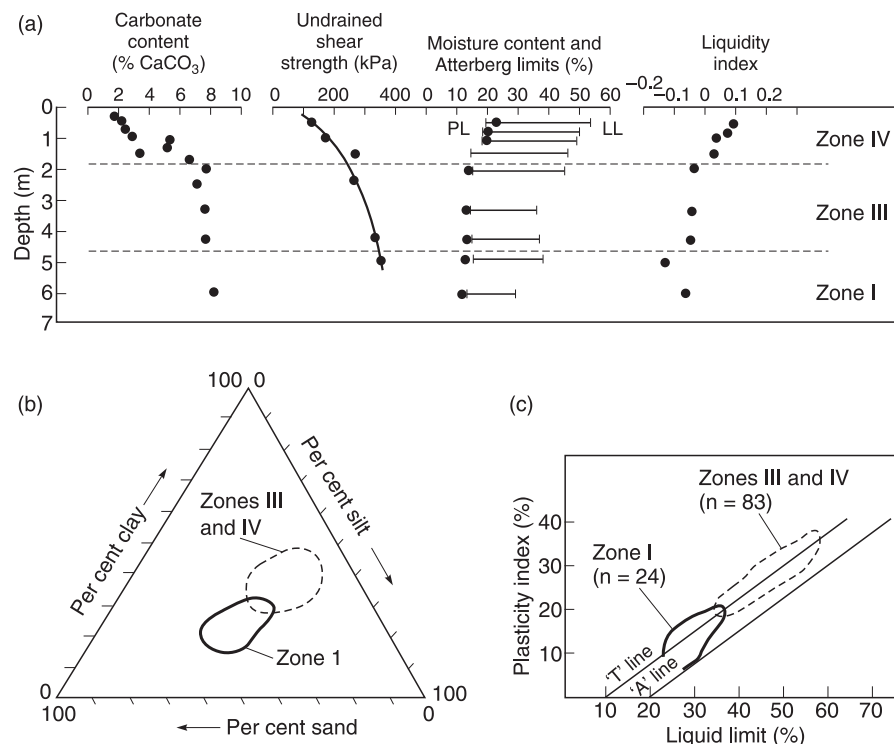 (a)
Carbonate
content
(% CaCO3)
Undrained
shear
strength (kPa)
Moisture content and
Atterberg limits (%)
Liquidity
index
0 2 4 6 8 10
0 200 400
0 10 20 30 40 50 60
−0.2 −0.1 0 0.1 0.2
Depth (m)
0
1
2
3
4
5
6
7
PL
LL
Zone IV
Zone III
Zone I
(b)
100 0
Per cent clay
Per cent silt
Zones III
and IV
Zone 1
0
100
100
0
Per cent sand
(c)
Plasticity index (%)
40
30
20
10
Zones III and IV
(n = 83)
Zone I
(n = 24)
'T' line
'A' line
10 20 30 40 50 60 70
Liquid limit (%)